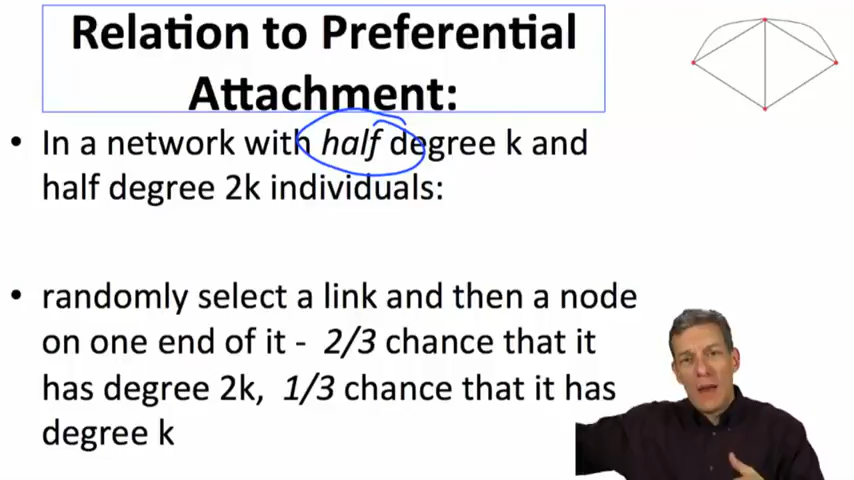 Relation to Preferential
Attachment:
• In a network with half degree k and
half degree 2k individuals:
• randomly select a link and then a node
on one end of it - 2/3 chance that it
has degree 2k, 1/3 chance that it has
degree k